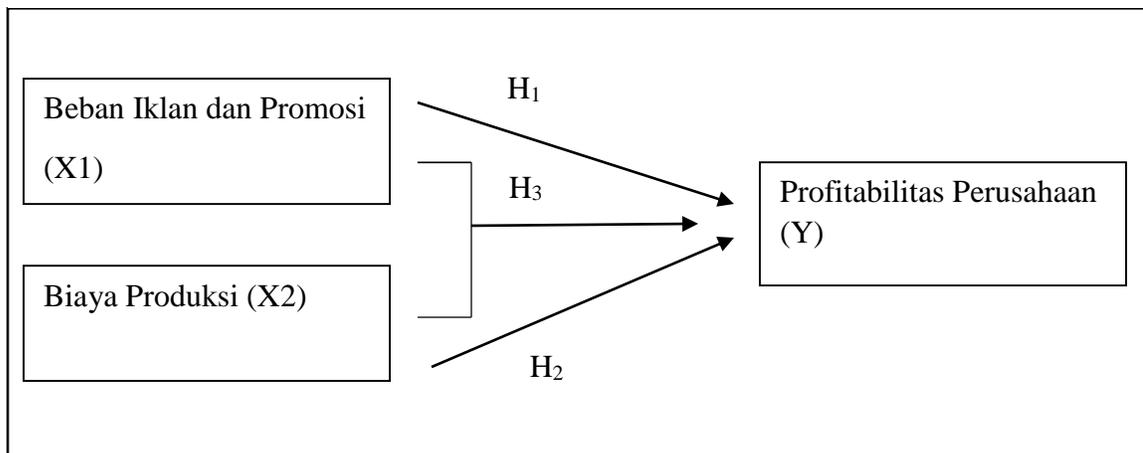 Beban Iklan dan Promosi
(X1)
H₁
H₃
Profitabilitas Perusahaan
(Y)
Biaya Produksi (X2)
H₂